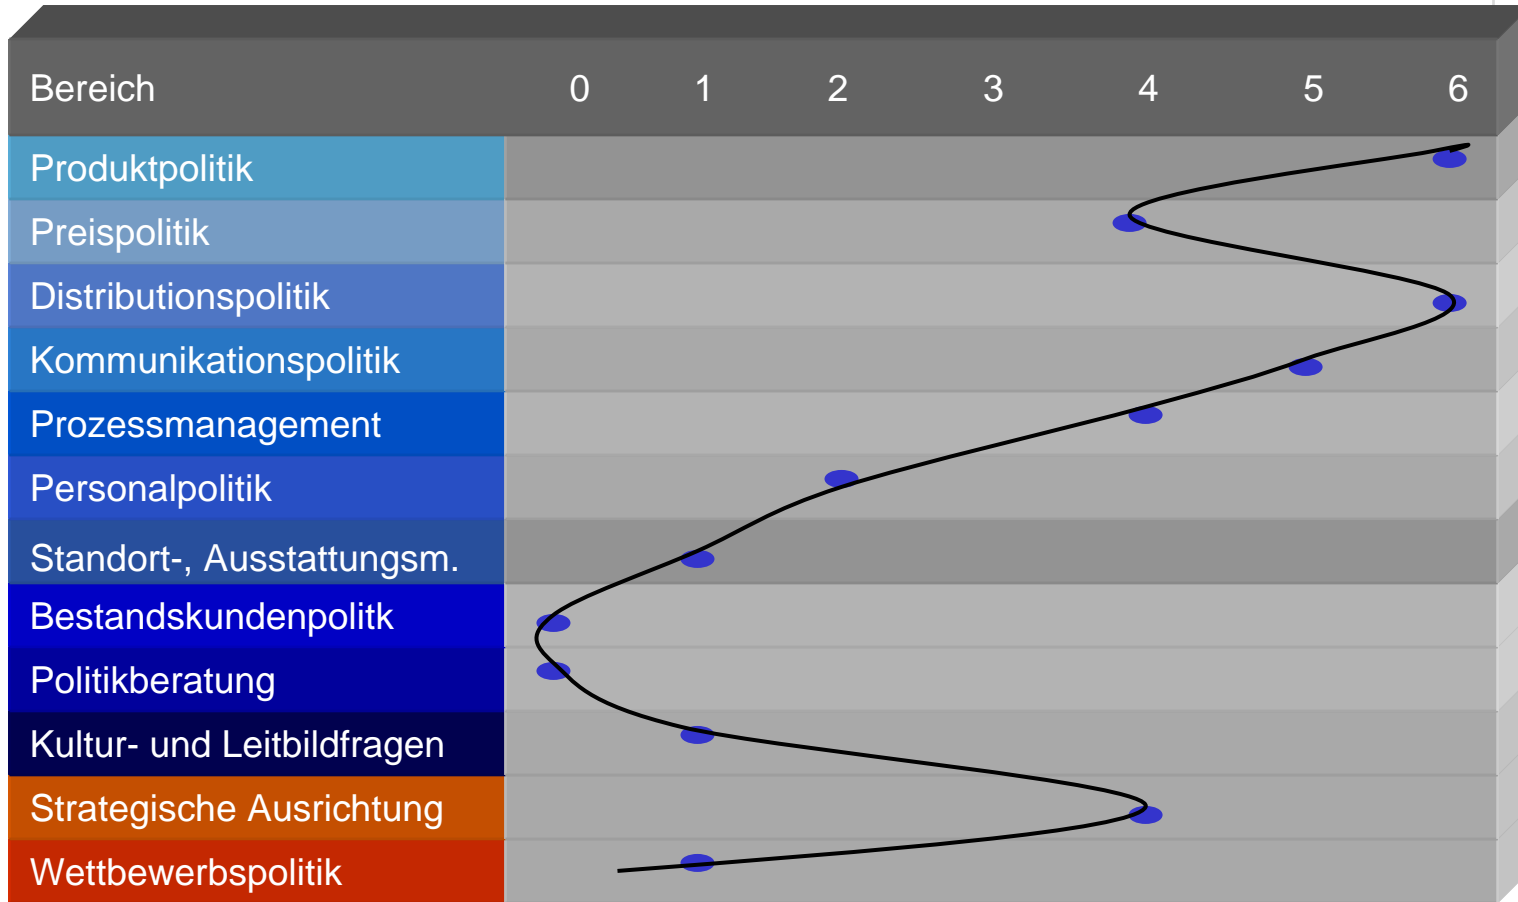 Bereich 0 1 2 3 4 5 6
Produktpolitik
Preispolitik
Distributionspolitik
Kommunikationspolitik
Prozessmanagement
Personalpolitik
Standort-, Ausstattungsm.
Bestandskundenpolitk
Politikberatung
Kultur- und Leitbildfragen
Strategische Ausrichtung
Wettbewerbspolitik